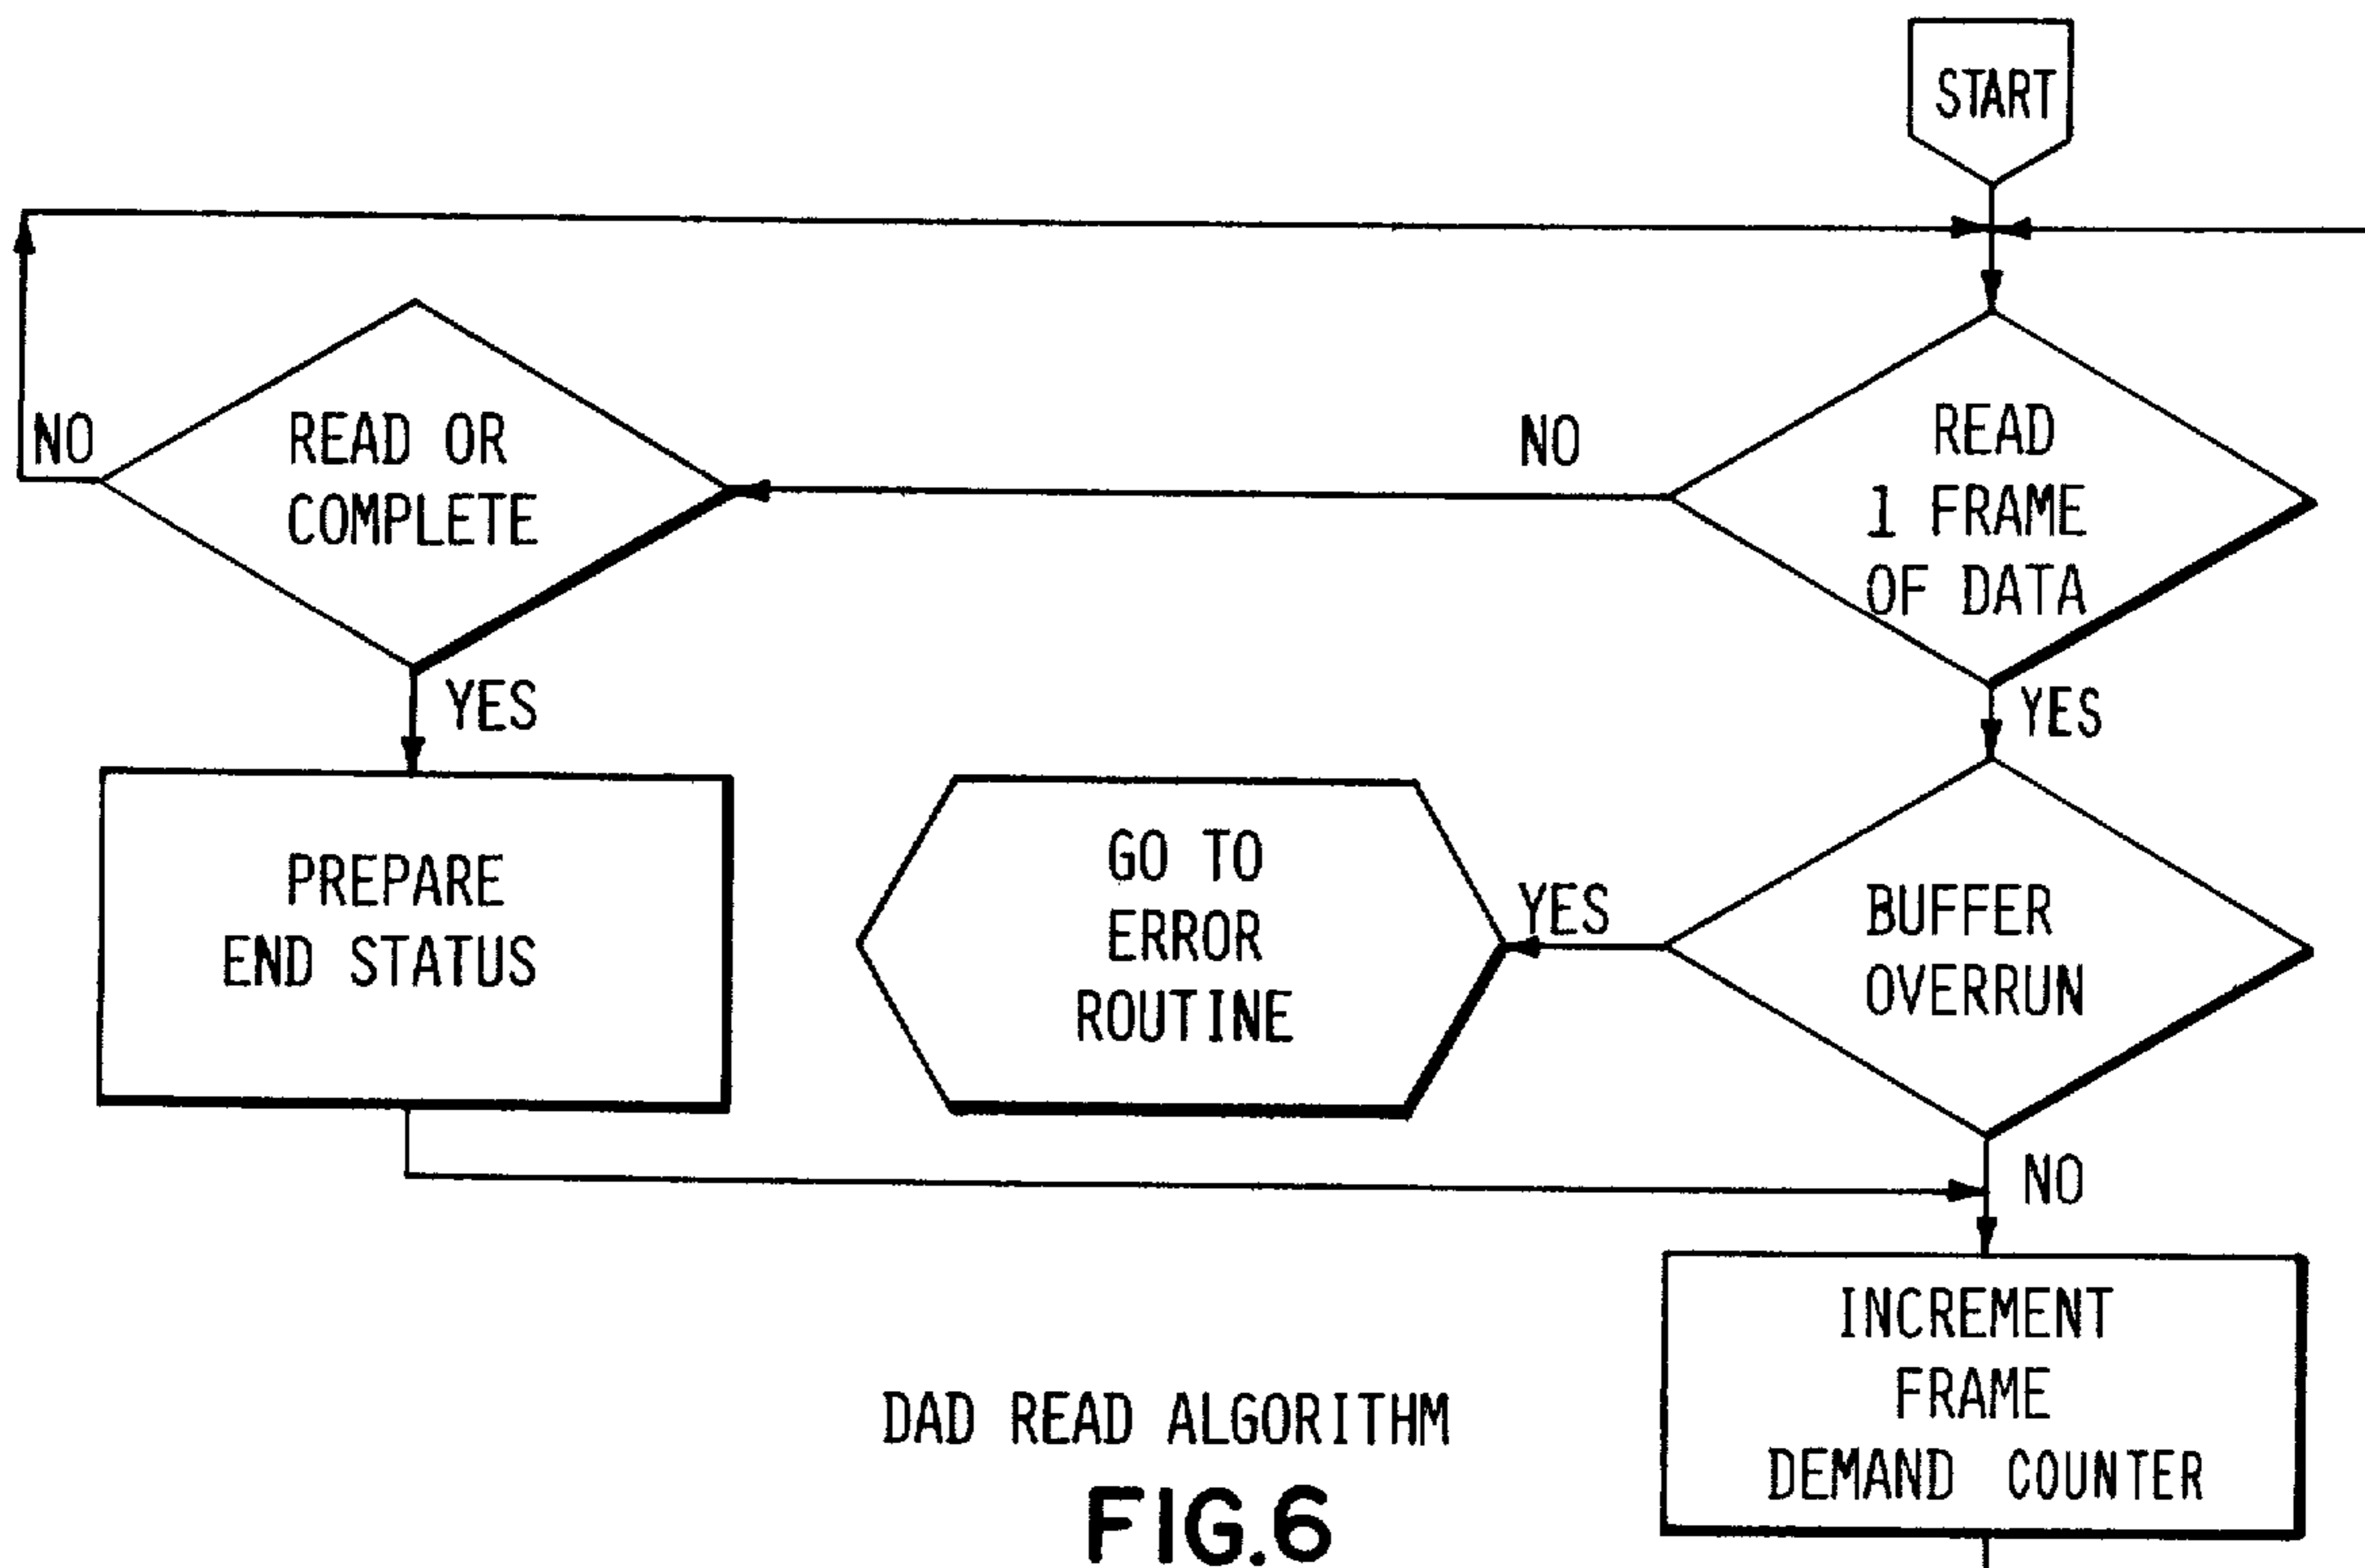 START
NO
READ OR
COMPLETE
NO
READ
1 FRAME
OF DATA
YES
YES
PREPARE
END STATUS
GO TO
ERROR
ROUTINE
YES
BUFFER
OVERRUN
NO
INCREMENT
FRAME
DEMAND COUNTER
DAD READ ALGORITHM
FIG.6